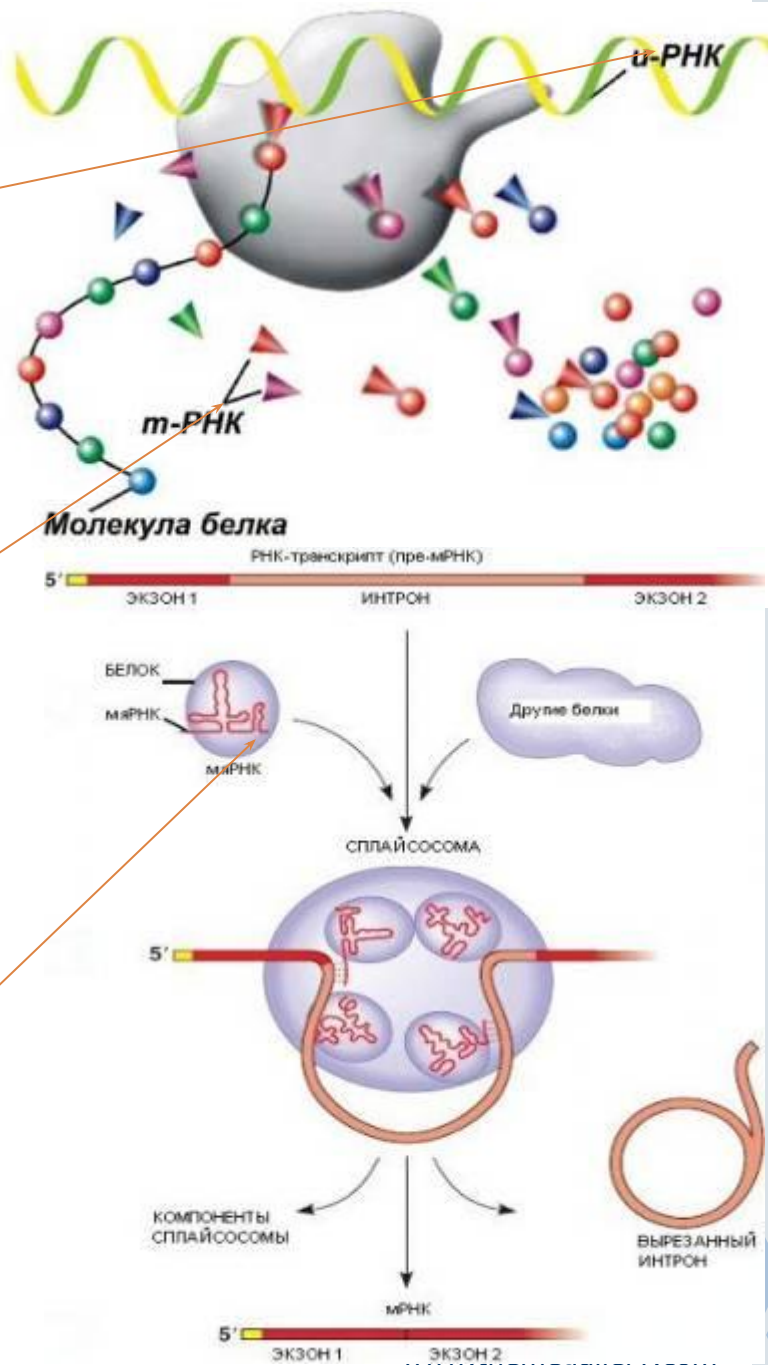 и-РНК
т-РНК
Молекула белка
РНК-транскрипт (пре-мРНК)
5′
ЭКЗОН 1 ИНТРОН ЭКЗОН 2
БЕЛОК
мяРНК
мяРНК
Другие белки
СПЛАЙСОСОМА
5′
КОМПОНЕНТЫ
СПЛАЙСОСОМЫ
ВЫРЕЗАННЫЙ
ИНТРОН
мРНК
5′
ЭКЗОН 1 ЭКЗОН 2